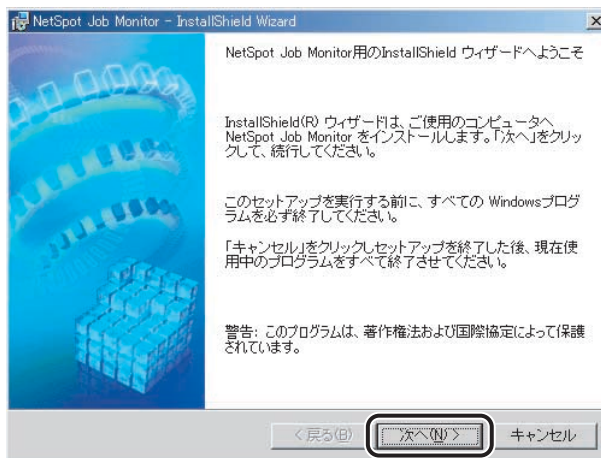 NetSpot Job Monitor - InstallShield Wizard
NetSpot Job Monitor用のInstallShield ウィザードへようこそ
InstallShield(R) ウィザードは、ご使用のコンピュータへ
NetSpot Job Monitor をインストールします。「次へ」をクリッ
クして、続行してください。
このセットアップを実行する前に、すべての Windowsプログ
ラムを必ず終了してください。
「キャンセル」をクリックしセットアップを終了した後、現在使
用中のプログラムをすべて終了させてください。
警告: このプログラムは、著作権法および国際協定によって保護
されています。
< 戻る(B)
次へ(N) >
キャンセル